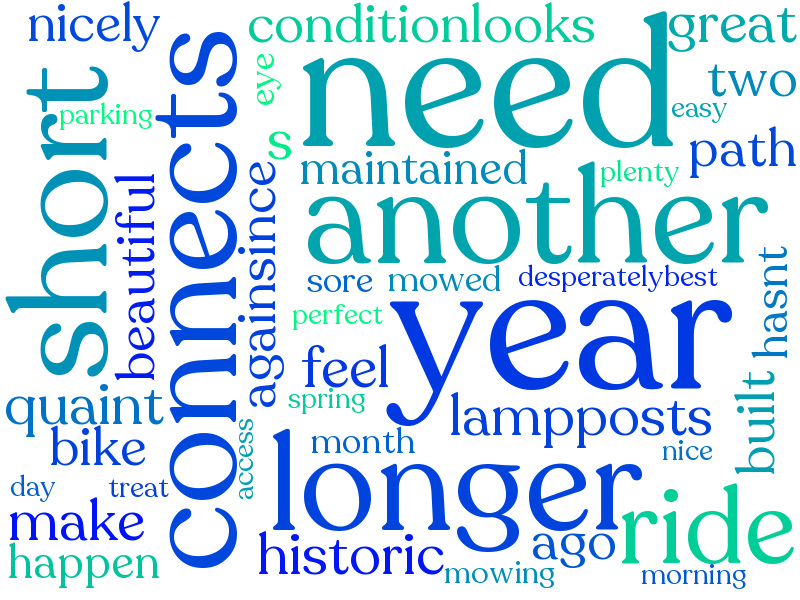 nicely
conditionlooks
great
need
connects
short
eye
two
parking
easy
s
path
maintained
plenty
another
beautiful
againsince
sore
mowed
desperatelybest
hasnt
year
perfect
feel
spring
quaint
lampposts
built
bike
month
longer
nice
access
day
treat
make
ride
historic
ago
happen
mowing
morning